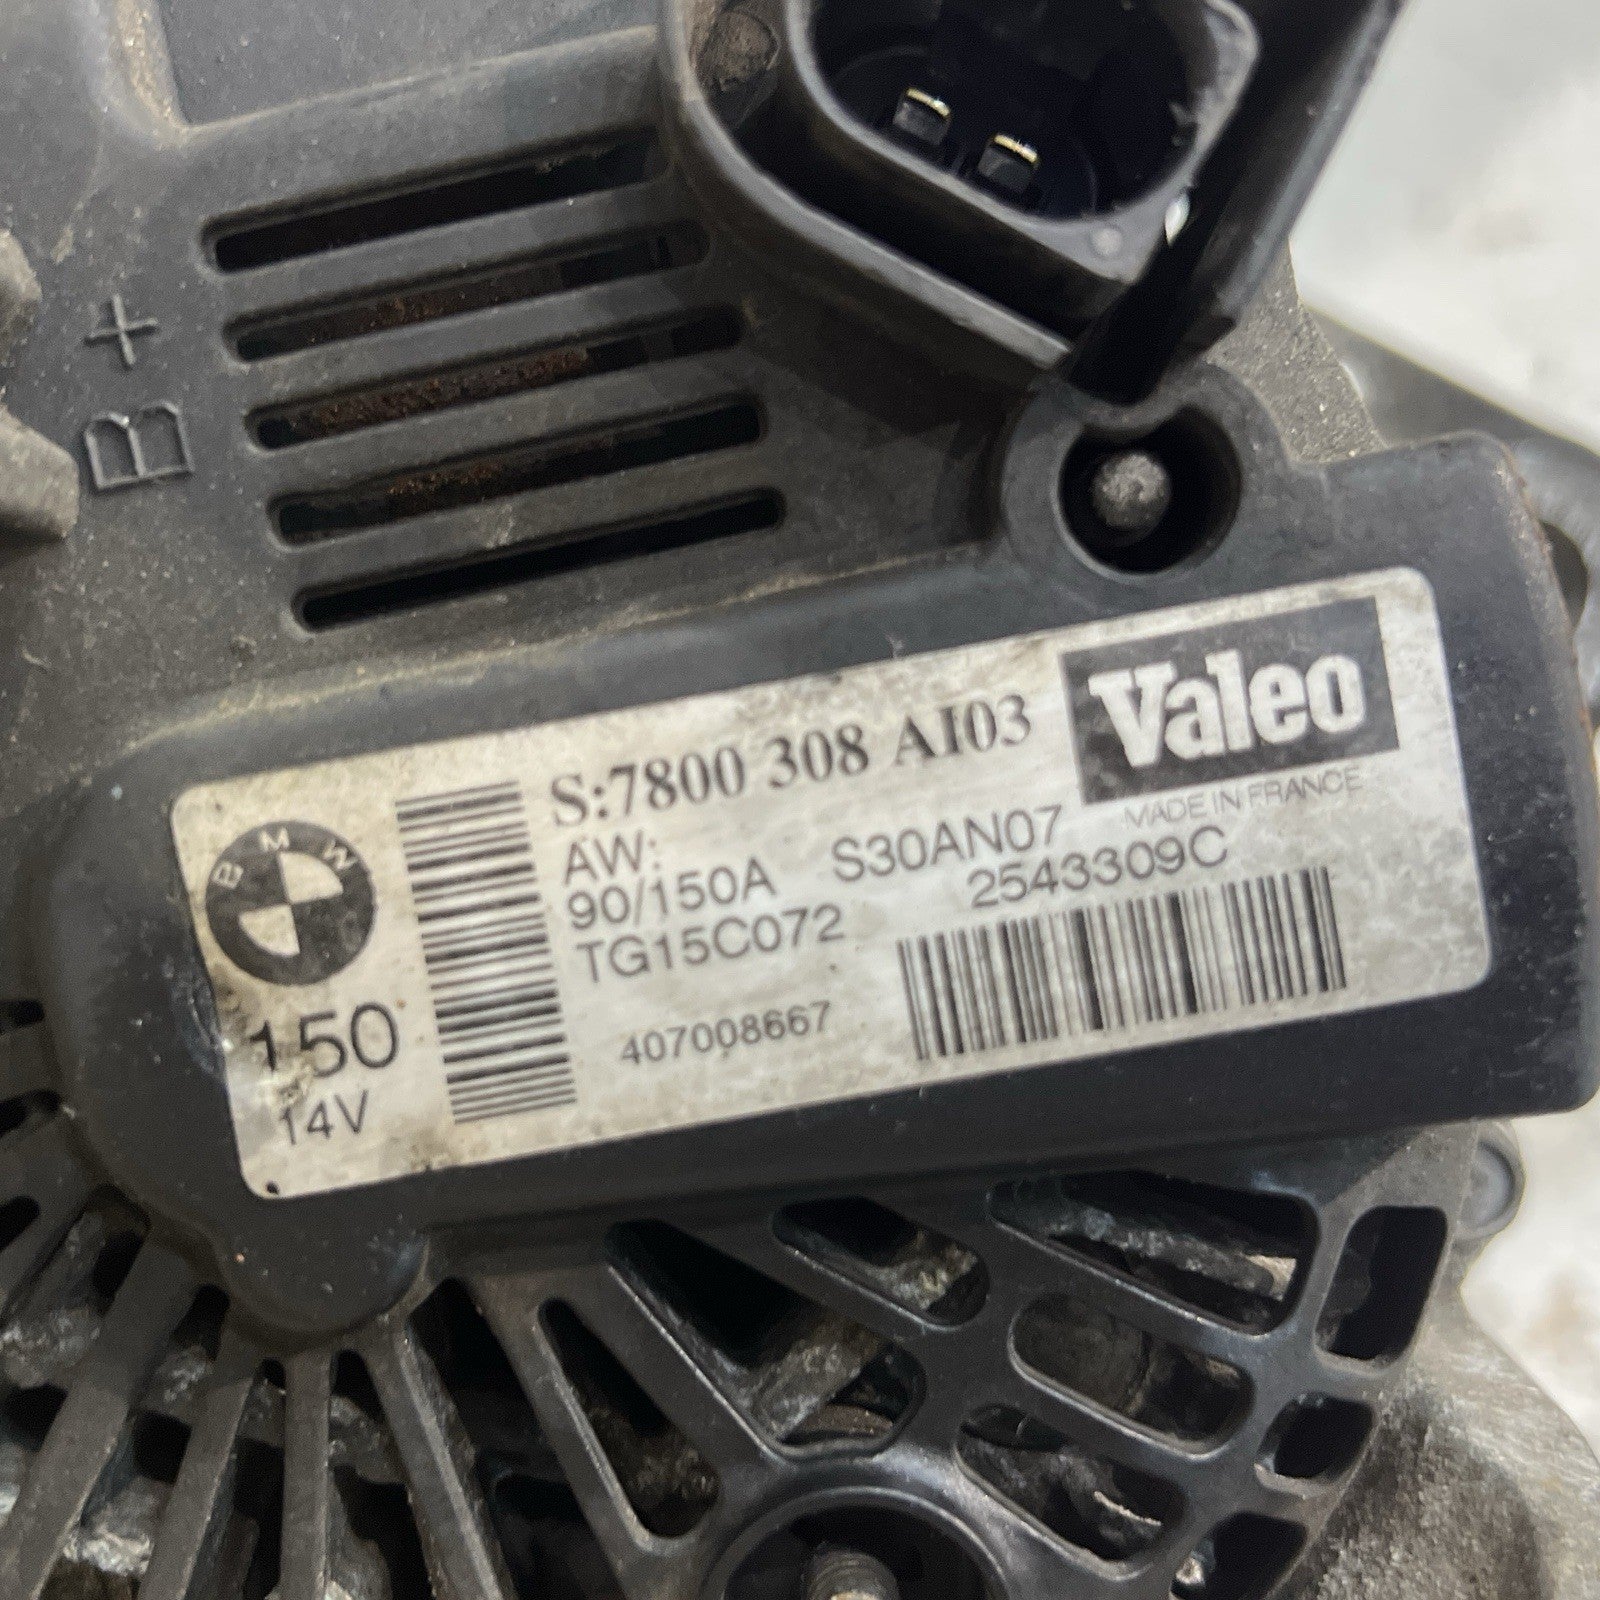 B+
S:7800 308 AI03
Valeo
MADE IN FRANCE
BMW
AW:
90/150A S30AN07
TG15C072 2543309C
150
407008667
14V